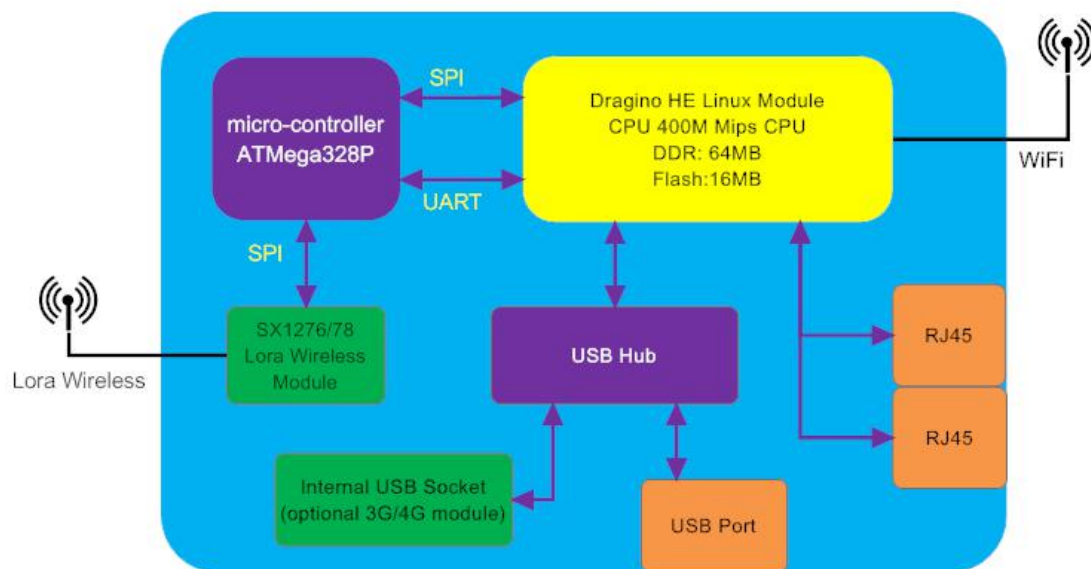 SPI
micro-controller
ATMega328P
Dragino HE Linux Module
CPU 400M Mips CPU
DDR: 64MB
Flash:16MB
WiFi
UART
SPI
SX1276/78
Lora Wireless
Module
Lora Wireless
USB Hub
RJ45
RJ45
Internal USB Socket
(optional 3G/4G module)
USB Port